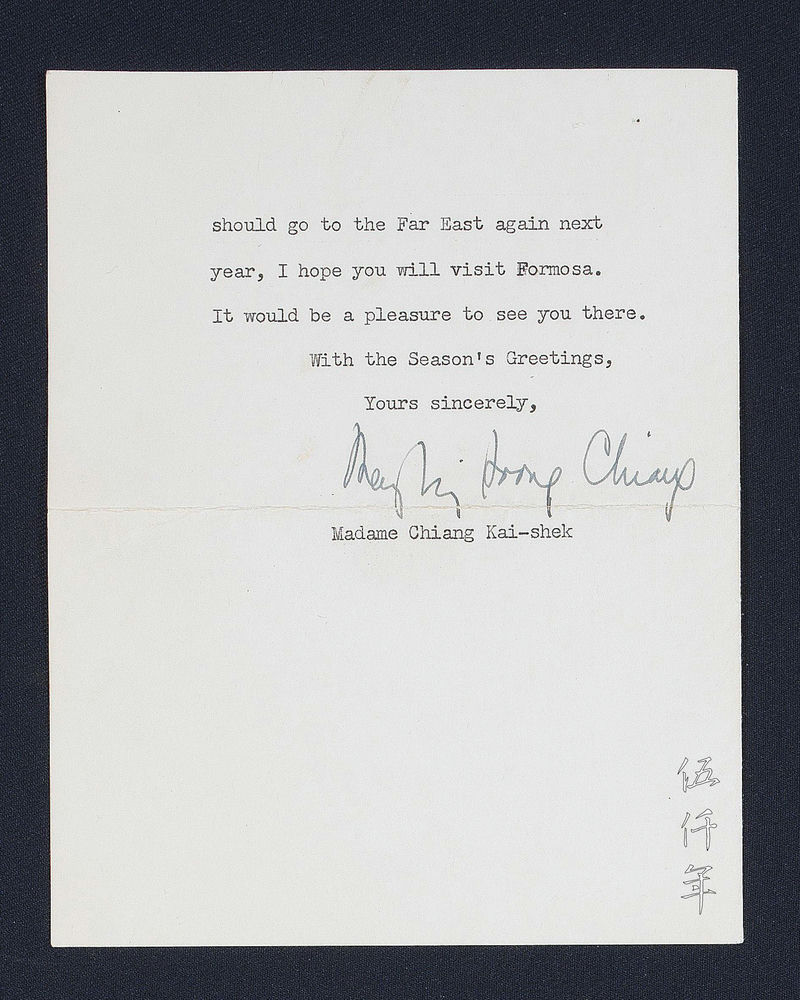 should go to the Far East again next
year, I hope you will visit Formosa.
It would be a pleasure to see you there.
With the Season's Greetings,
Yours sincerely,
Mayling Soong Chiang
Madame Chiang Kai-shek
伍仟年